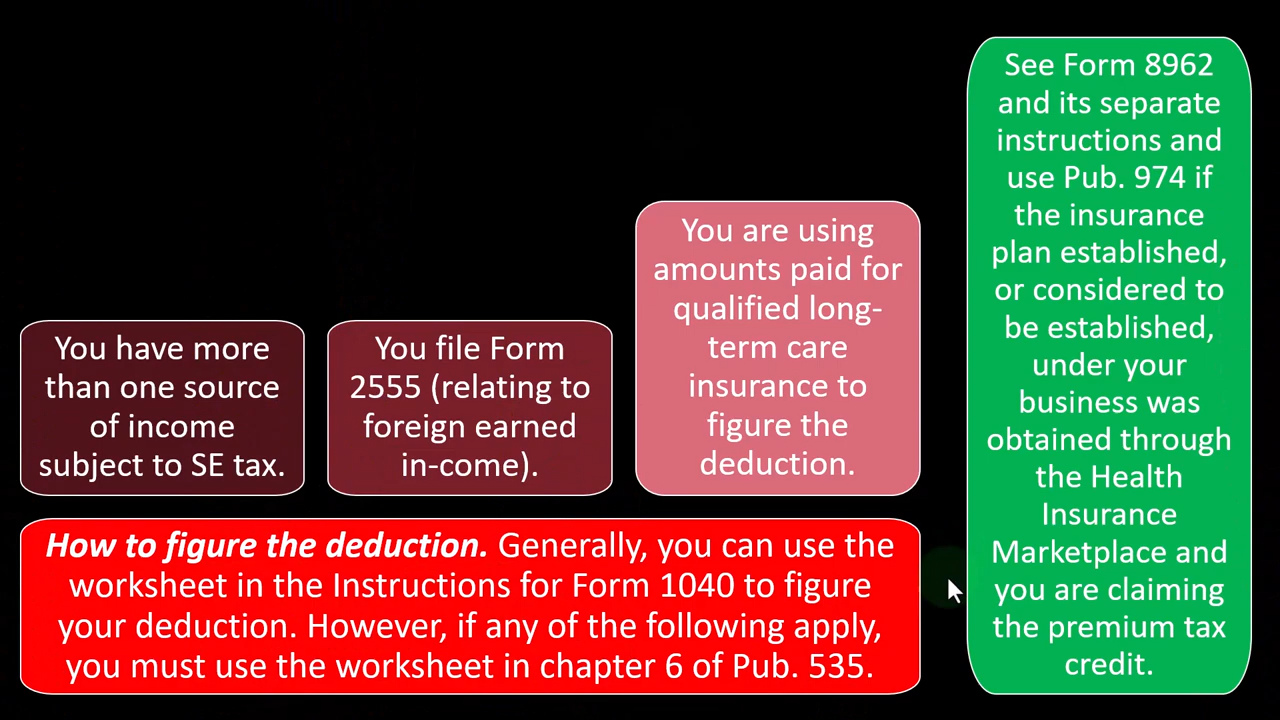 You have more
than one source
of income
subject to SE tax.
You file Form
2555 (relating to
foreign earned
in-come).
You are using
amounts paid for
qualified long-
term care
insurance to
figure the
deduction.
How to figure the deduction. Generally, you can use the
worksheet in the Instructions for Form 1040 to figure
your deduction. However, if any of the following apply,
you must use the worksheet in chapter 6 of Pub. 535.
See Form 8962
and its separate
instructions and
use Pub. 974 if
the insurance
plan established,
or considered to
be established,
under your
business was
obtained through
the Health
Insurance
Marketplace and
you are claiming
the premium tax
credit.